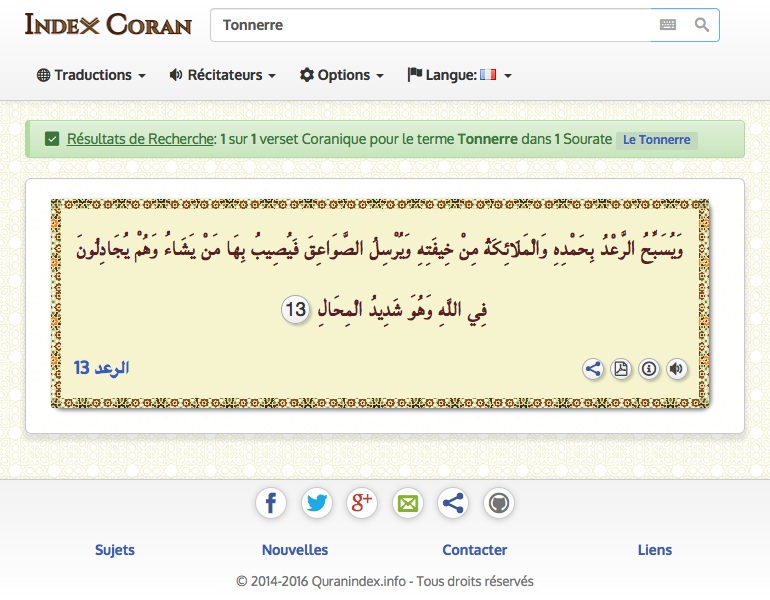 INDEX CORAN
Tonnerre
Traductions
Récitateurs
Options
Langue:
Résultats de Recherche: 1 sur 1 verset Coranique pour le terme Tonnerre dans 1 Sourate Le Tonnerre
وَيُسَبِّحُ الرَّعْدُ بِحَمْدِهِ وَالْمَلَائِكَةُ مِنْ خِيفَتِهِ وَيُرْسِلُ الصَّوَاعِقَ فَيُصِيبُ بِهَا مَنْ يَشَاءُ وَهُمْ يُجَادِلُونَ
فِي اللَّهِ وَهُوَ شَدِيدُ الْمِحَالِ 13
الرعد 13
Sujets
Nouvelles
Contacter
Liens
© 2014-2016 Quranindex.info - Tous droits réservés